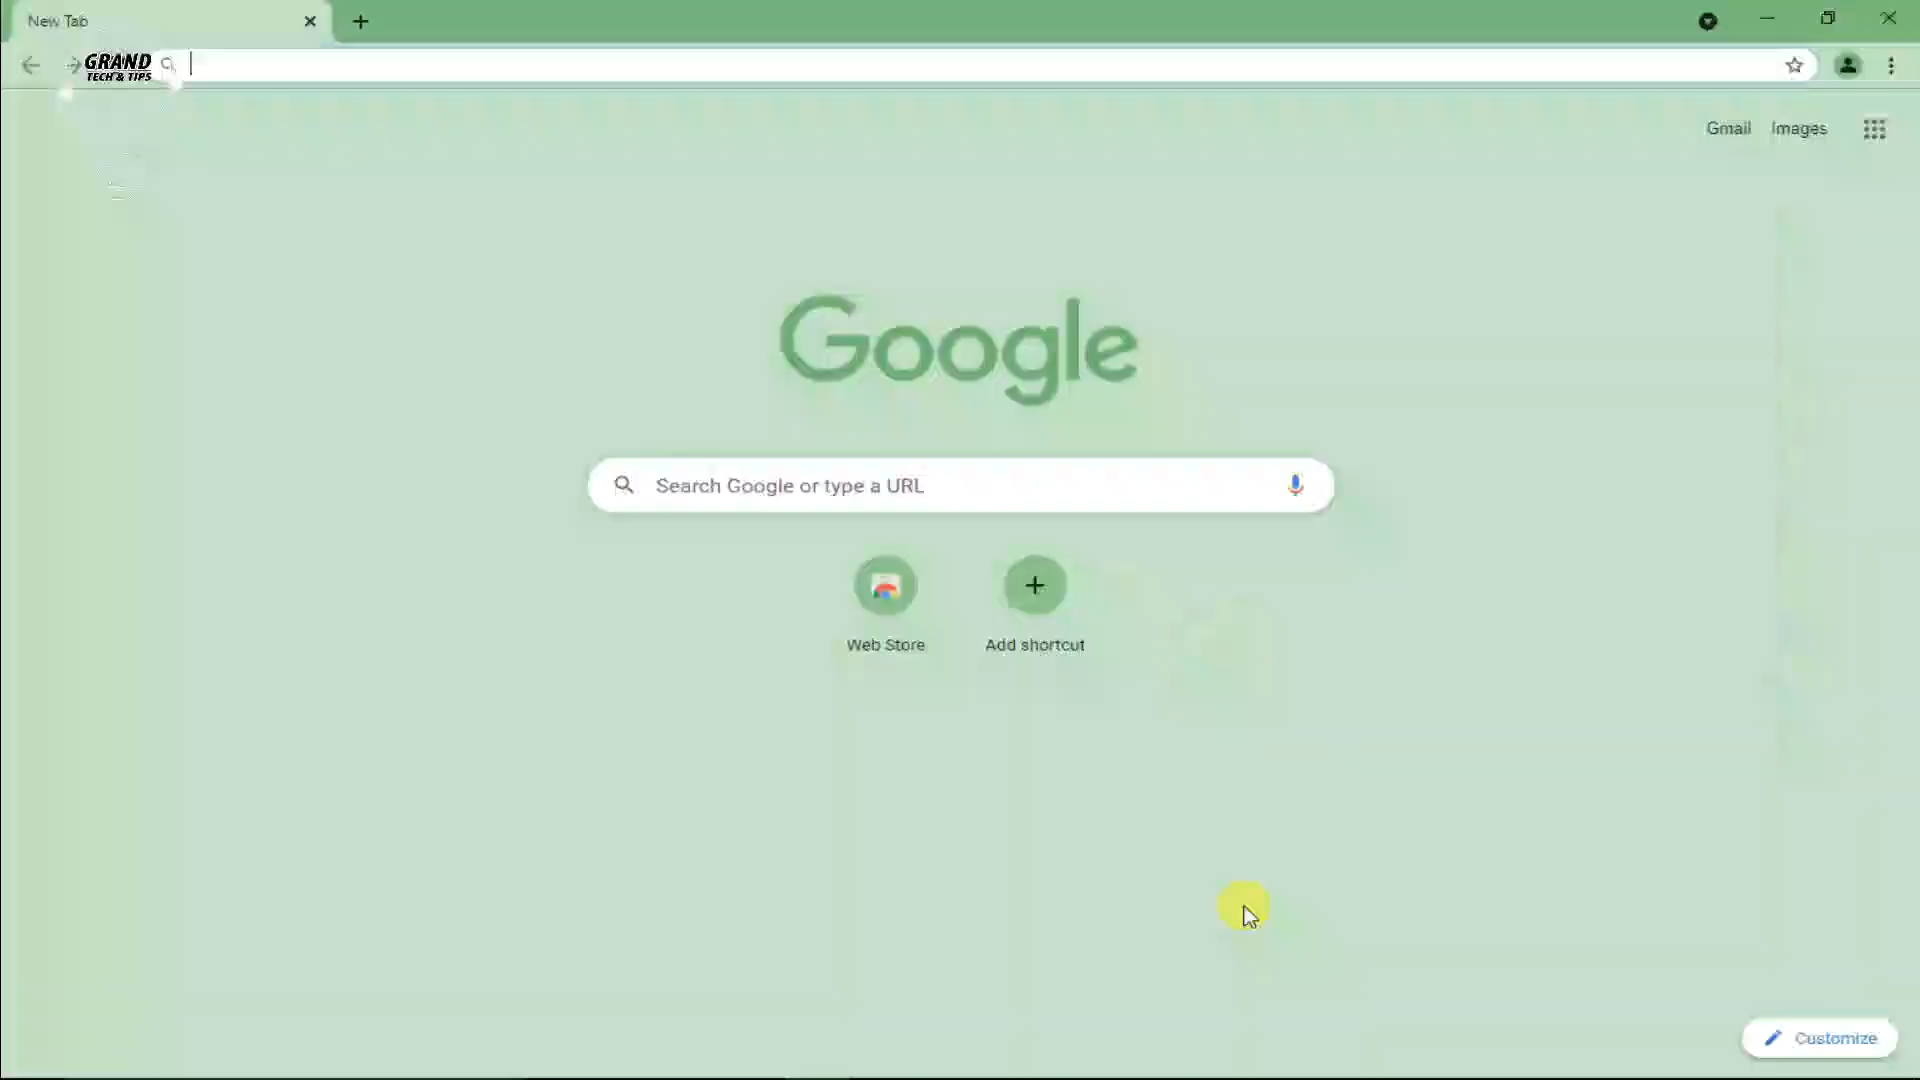 New Tab
GRAND
TECH & TIPS
Gmail Images
Google
Search Google or type a URL
Web Store Add shortcut
Customize